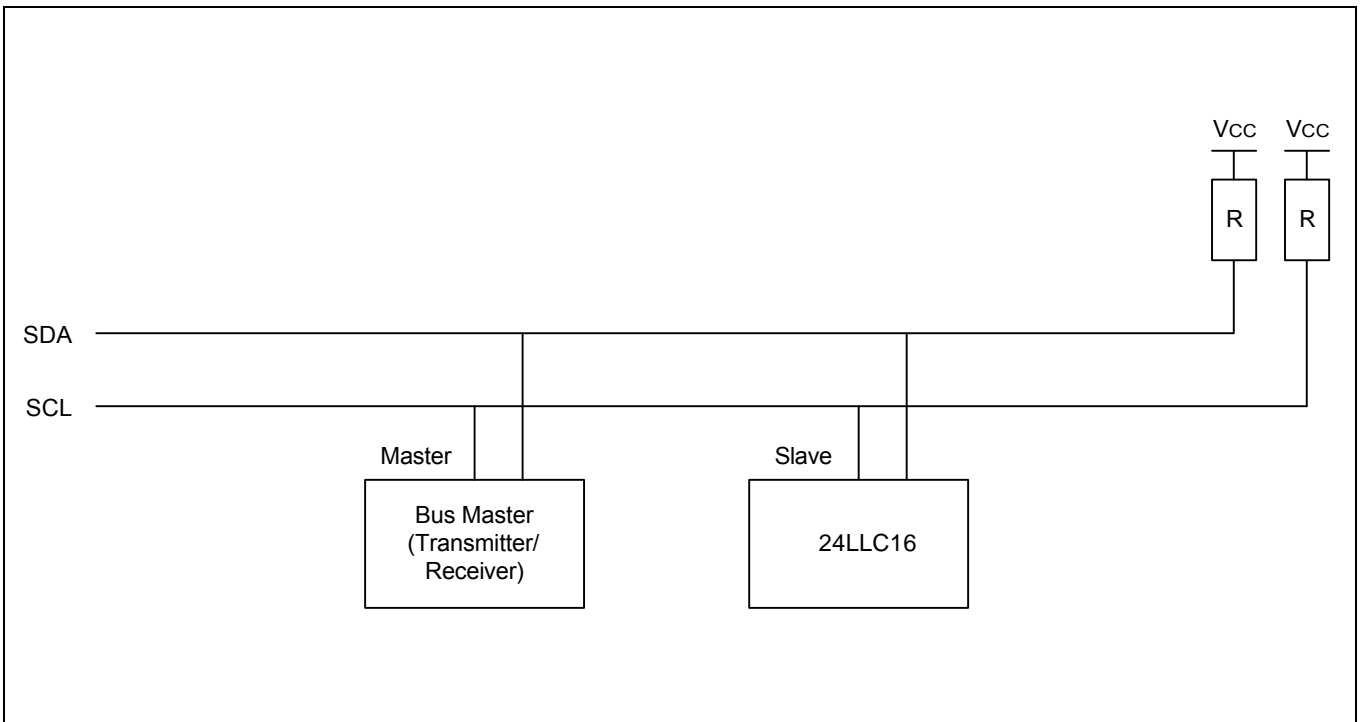 VCC VCC
R R
SDA
SCL
Master
Slave
Bus Master
(Transmitter/
Receiver)
24LLC16